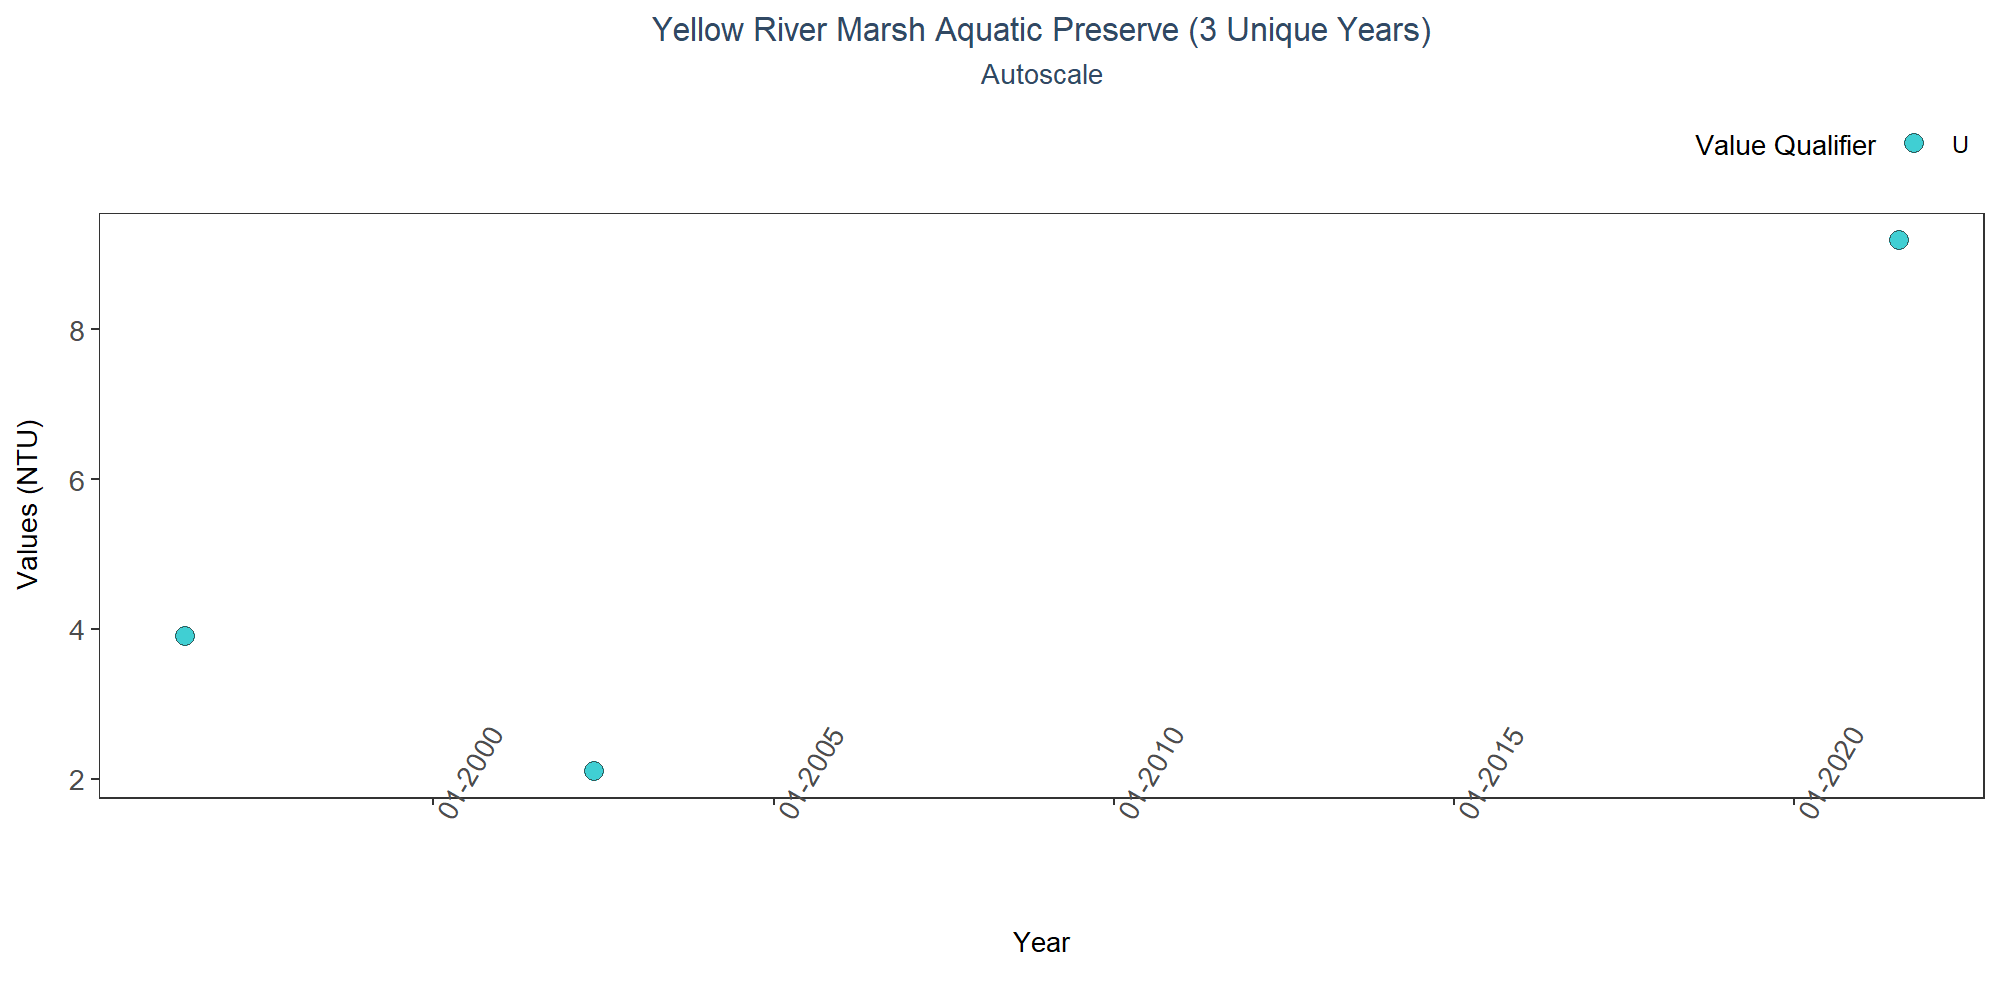 Yellow River Marsh Aquatic Preserve (3 Unique Years)
Autoscale
Value Qualifier U
Values (NTU)
8
6
4
2
01-2000
01-2005
01-2010
01-2015
01-2020
Year